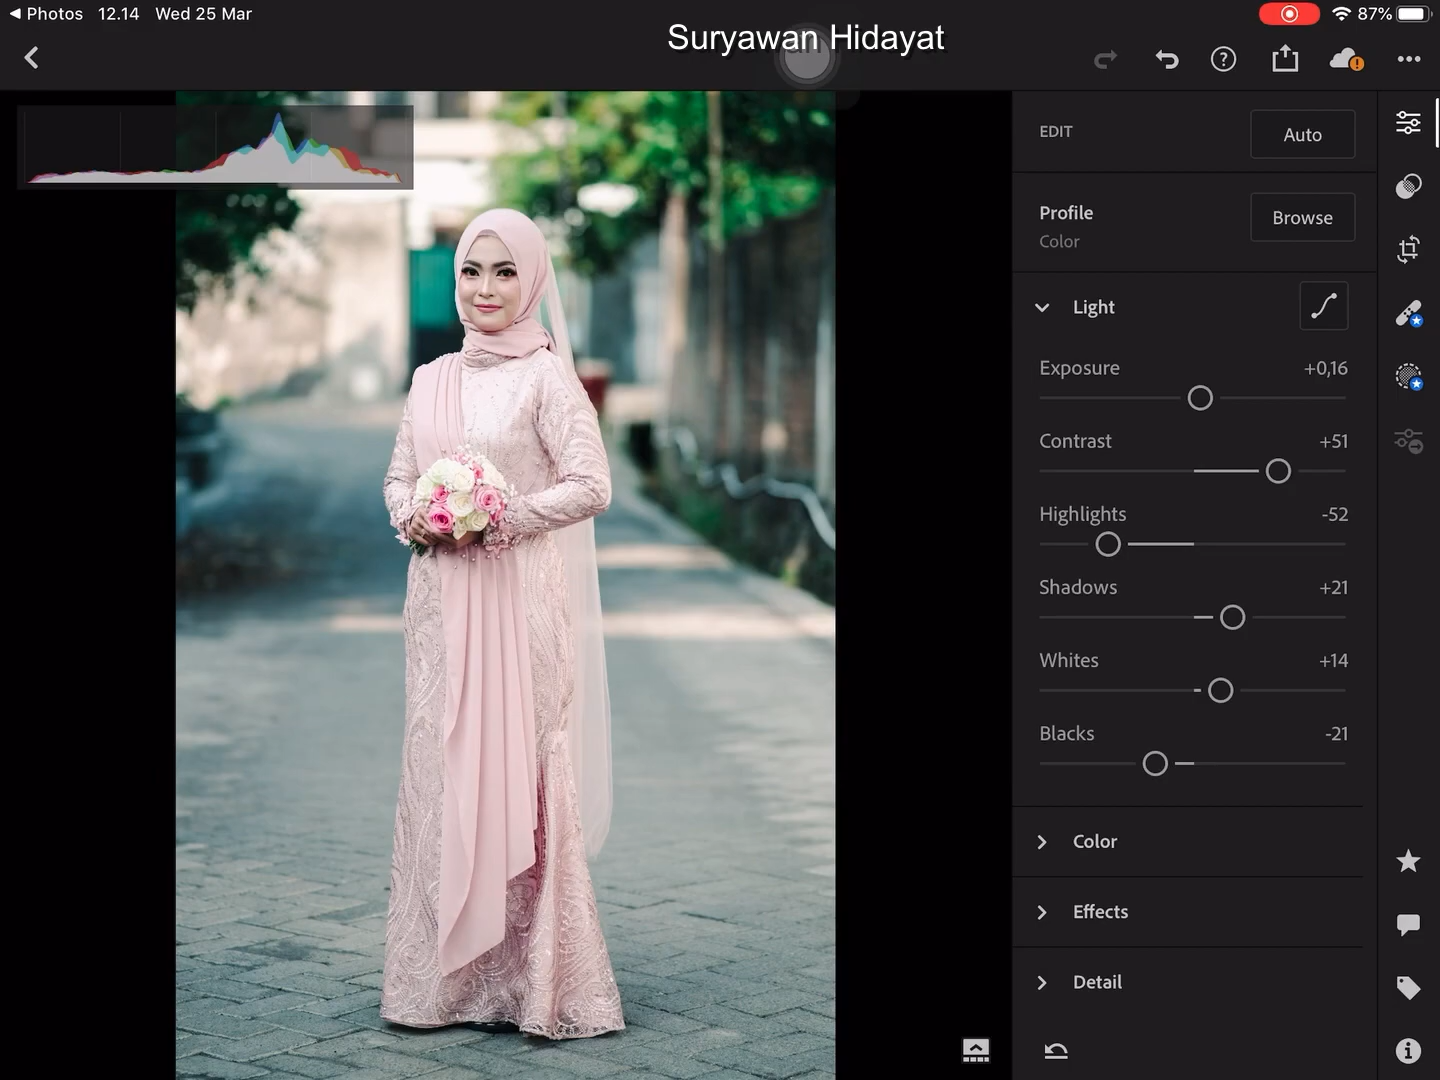 Photos 12.14 Wed 25 Mar
87%
Suryawan Hidayat
EDIT
Auto
Profile
Color
Browse
Light
Exposure +0,16
Contrast +51
Highlights -52
Shadows +21
Whites +14
Blacks -21
Color
Effects
Detail